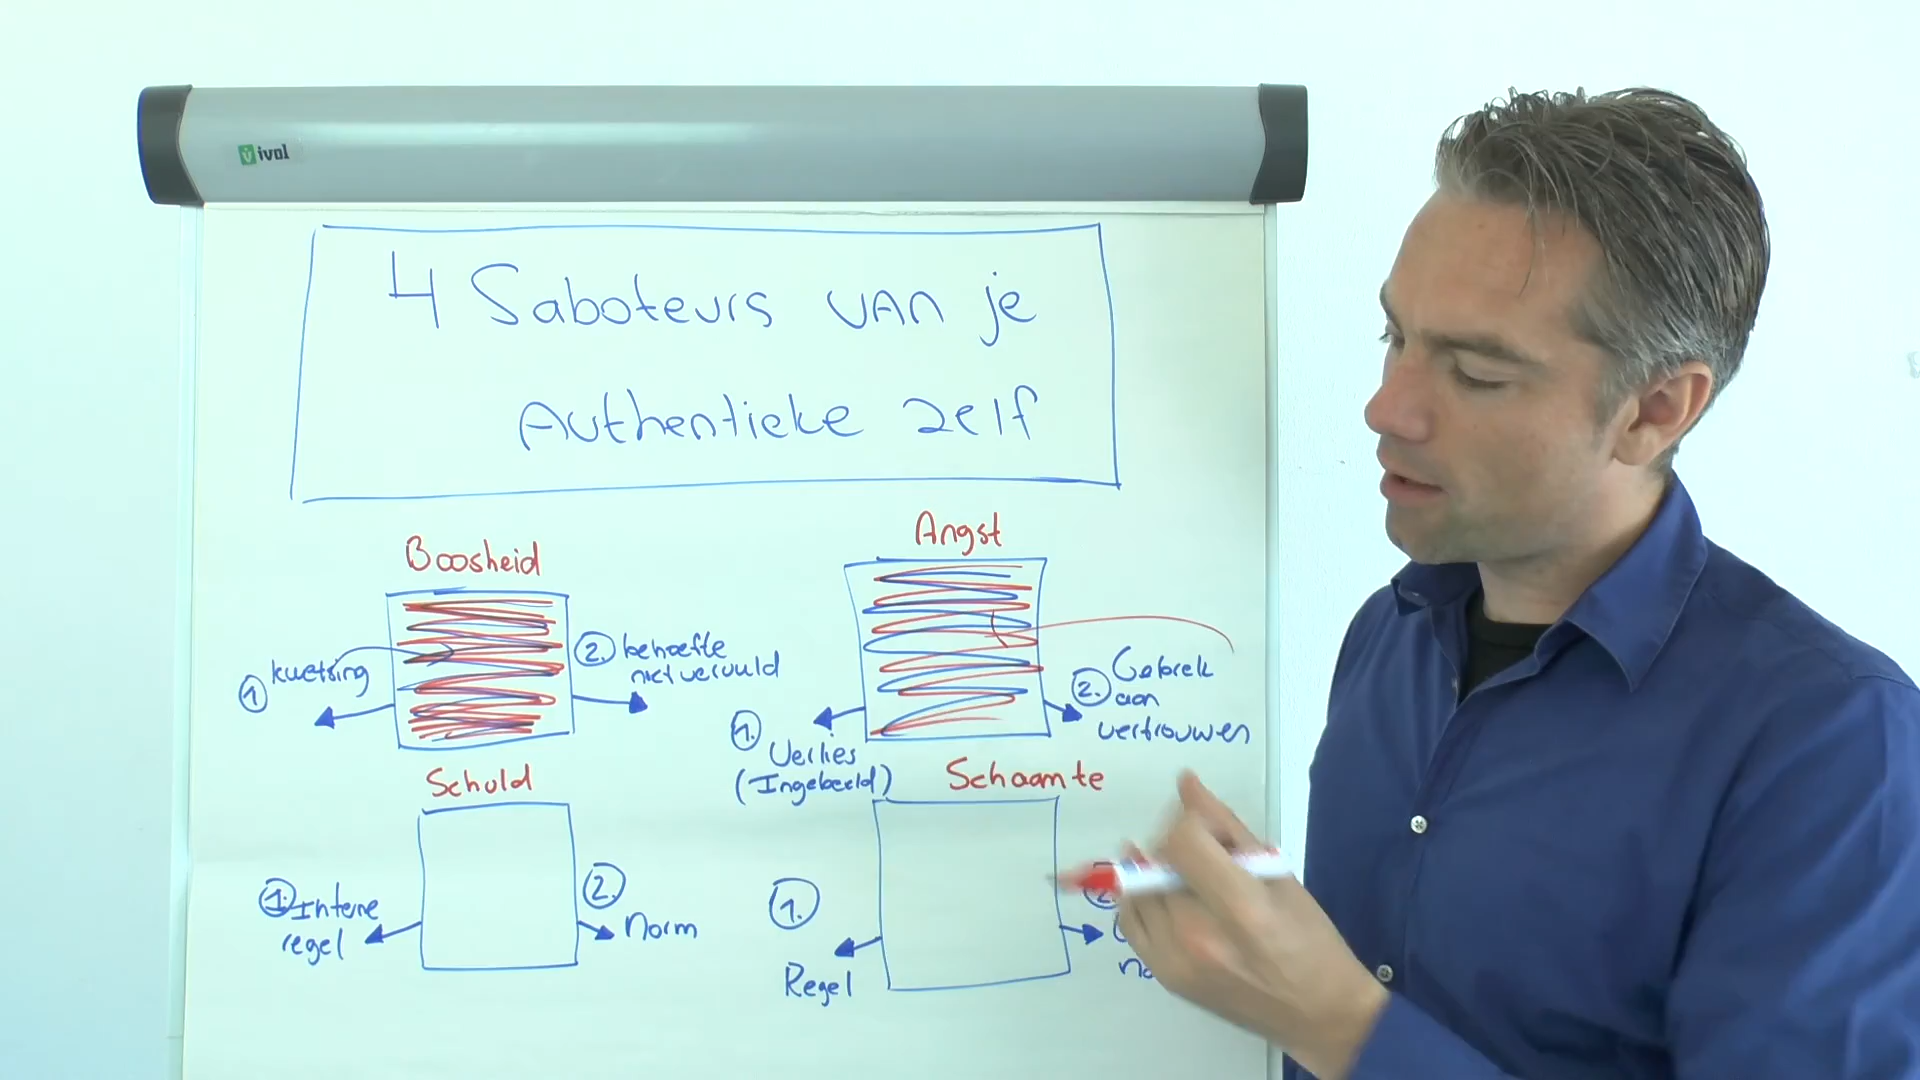 ivol
4 Saboteurs van je
Authentieke zelf
Boosheid
1 kwetsing
2. behoefte
niet vervuld
Angst
1. Verlies
(Ingebeeld)
2. Gebrek
aan
vertrouwen
Schuld
1. Interne
regel
2.
Norm
Schaamte
1.
Regel
2